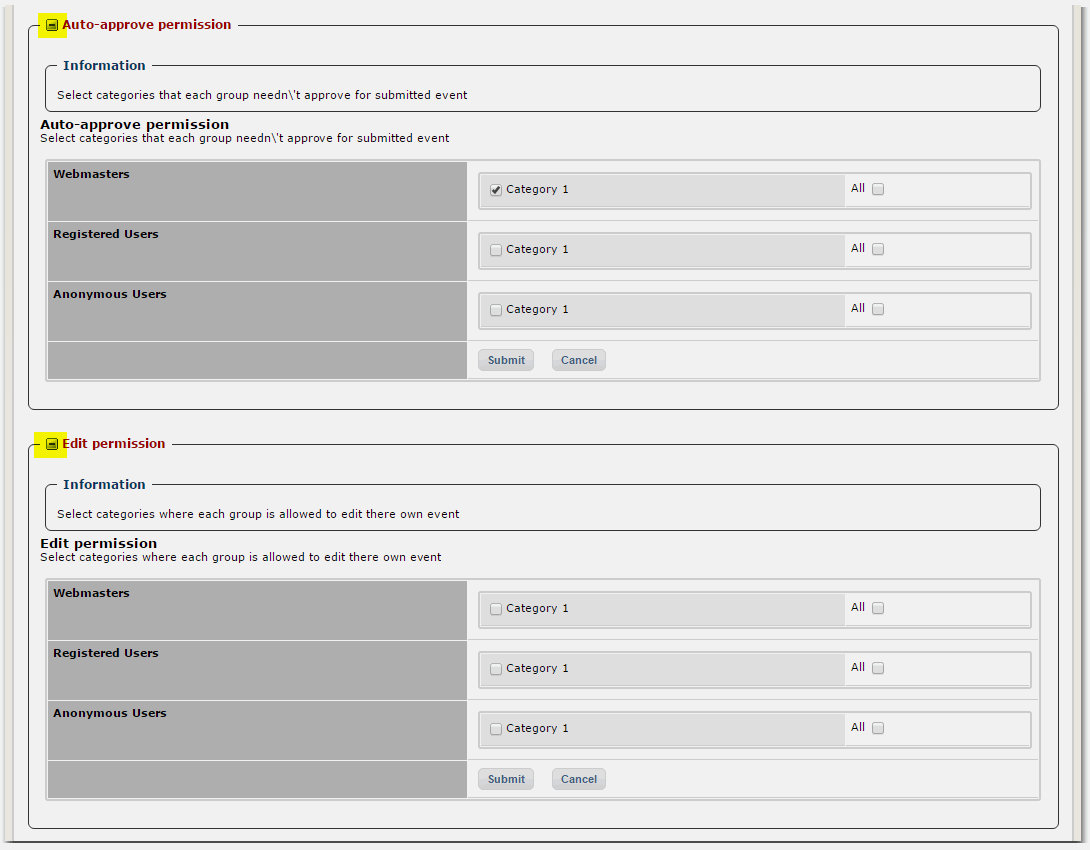 Auto-approve permission
Information
Select categories that each group needn\'t approve for submitted event
Auto-approve permission
Select categories that each group needn\'t approve for submitted event
Webmasters
Category 1
All
Registered Users
Category 1
All
Anonymous Users
Category 1
All
Submit Cancel
Edit permission
Information
Select categories where each group is allowed to edit there own event
Edit permission
Select categories where each group is allowed to edit there own event
Webmasters
Category 1
All
Registered Users
Category 1
All
Anonymous Users
Category 1
All
Submit Cancel